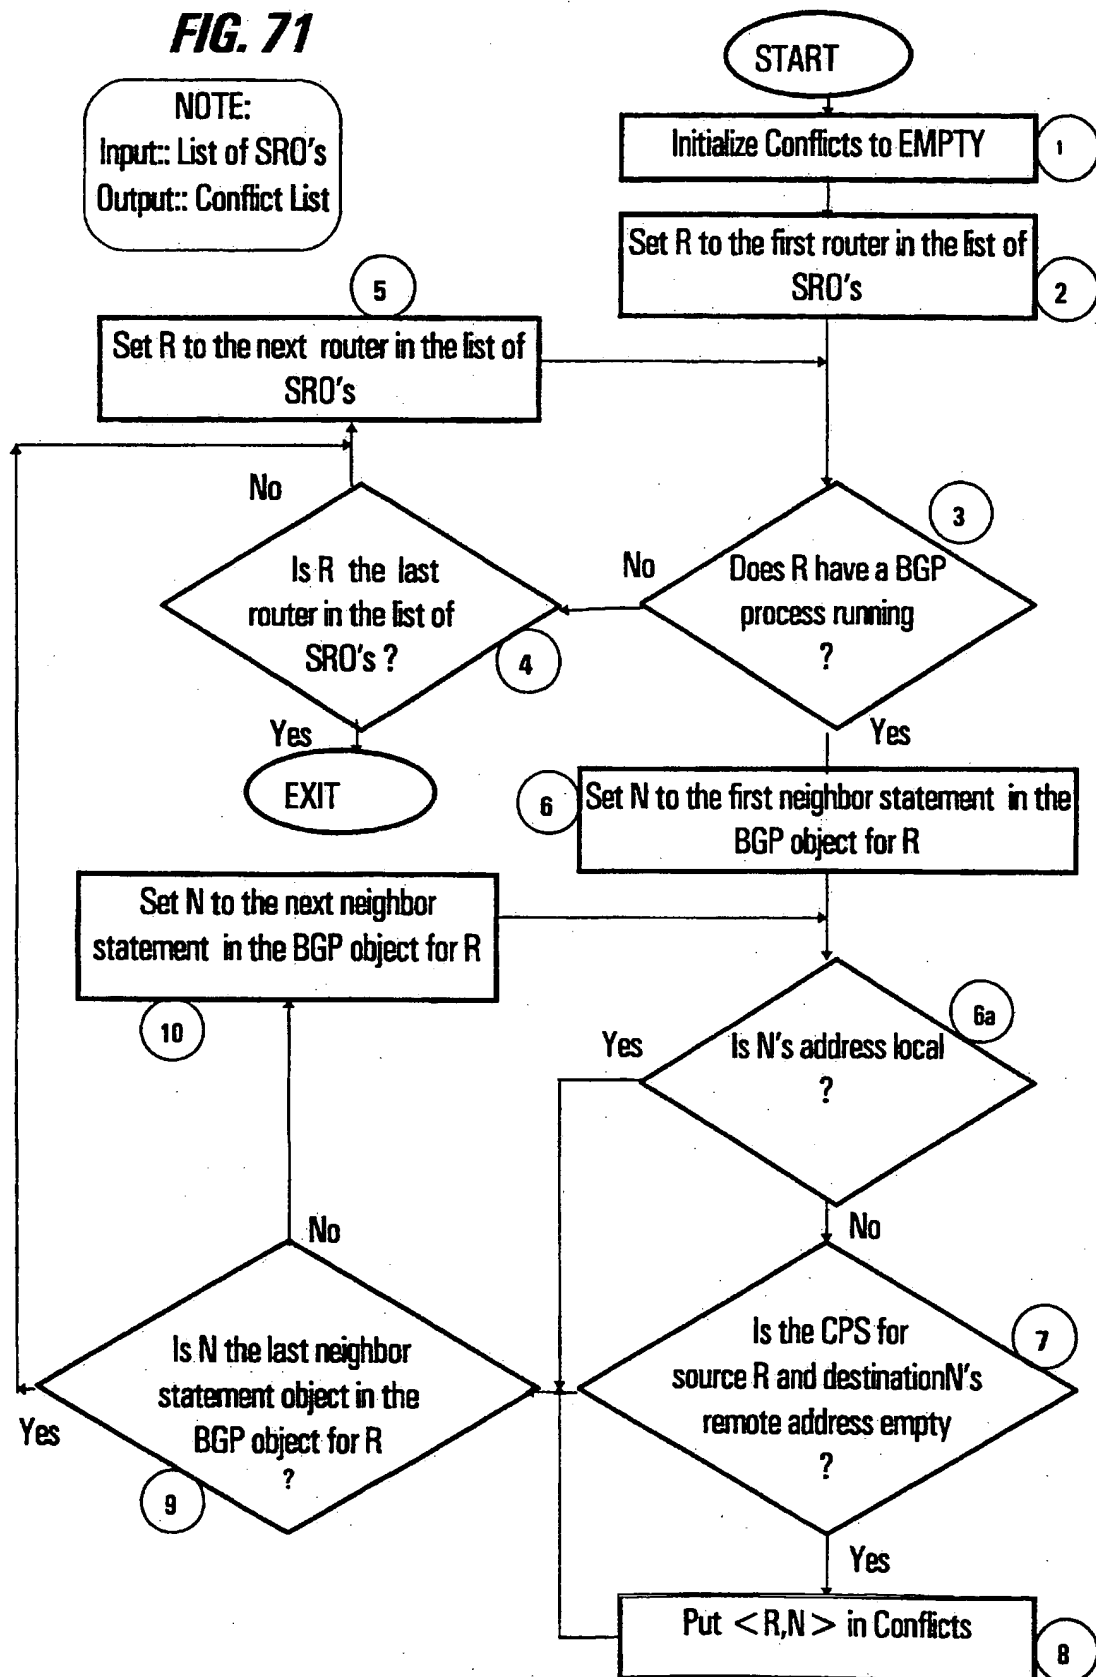 FIG. 71
NOTE:
Input:: List of SRO's
Output:: Conflict List
START
Initialize Conflicts to EMPTY
1
Set R to the first router in the list of
SRO's
2
5
Set R to the next router in the list of
SRO's
No
Is R the last
router in the list of
SRO's ?
4
Yes
EXIT
3
No
Does R have a BGP
process running
?
Yes
6
Set N to the first neighbor statement in the
BGP object for R
Set N to the next neighbor
statement in the BGP object for R
10
6a
Yes
Is N's address local
?
No
7
Is the CPS for
source R and destinationN's
remote address empty
?
Yes
Put <R,N> in Conflicts
8
No
Is N the last neighbor
statement object in the
BGP object for R
?
Yes
9